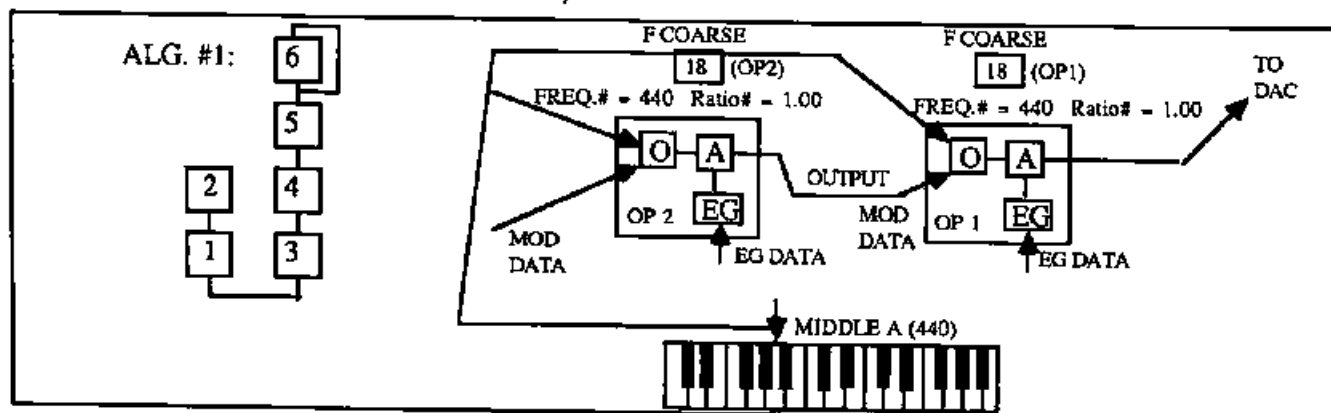 ALG. #1:
6
5
4
3
2
1
F COARSE
18 (OP2)
FREQ.# = 440 Ratio# = 1.00
O
A
EG
OP 2
MOD
DATA
EG DATA
OUTPUT
F COARSE
18 (OP1)
FREQ.# = 440 Ratio# = 1.00
O
A
EG
OP 1
MOD
DATA
EG DATA
TO
DAC
MIDDLE A (440)